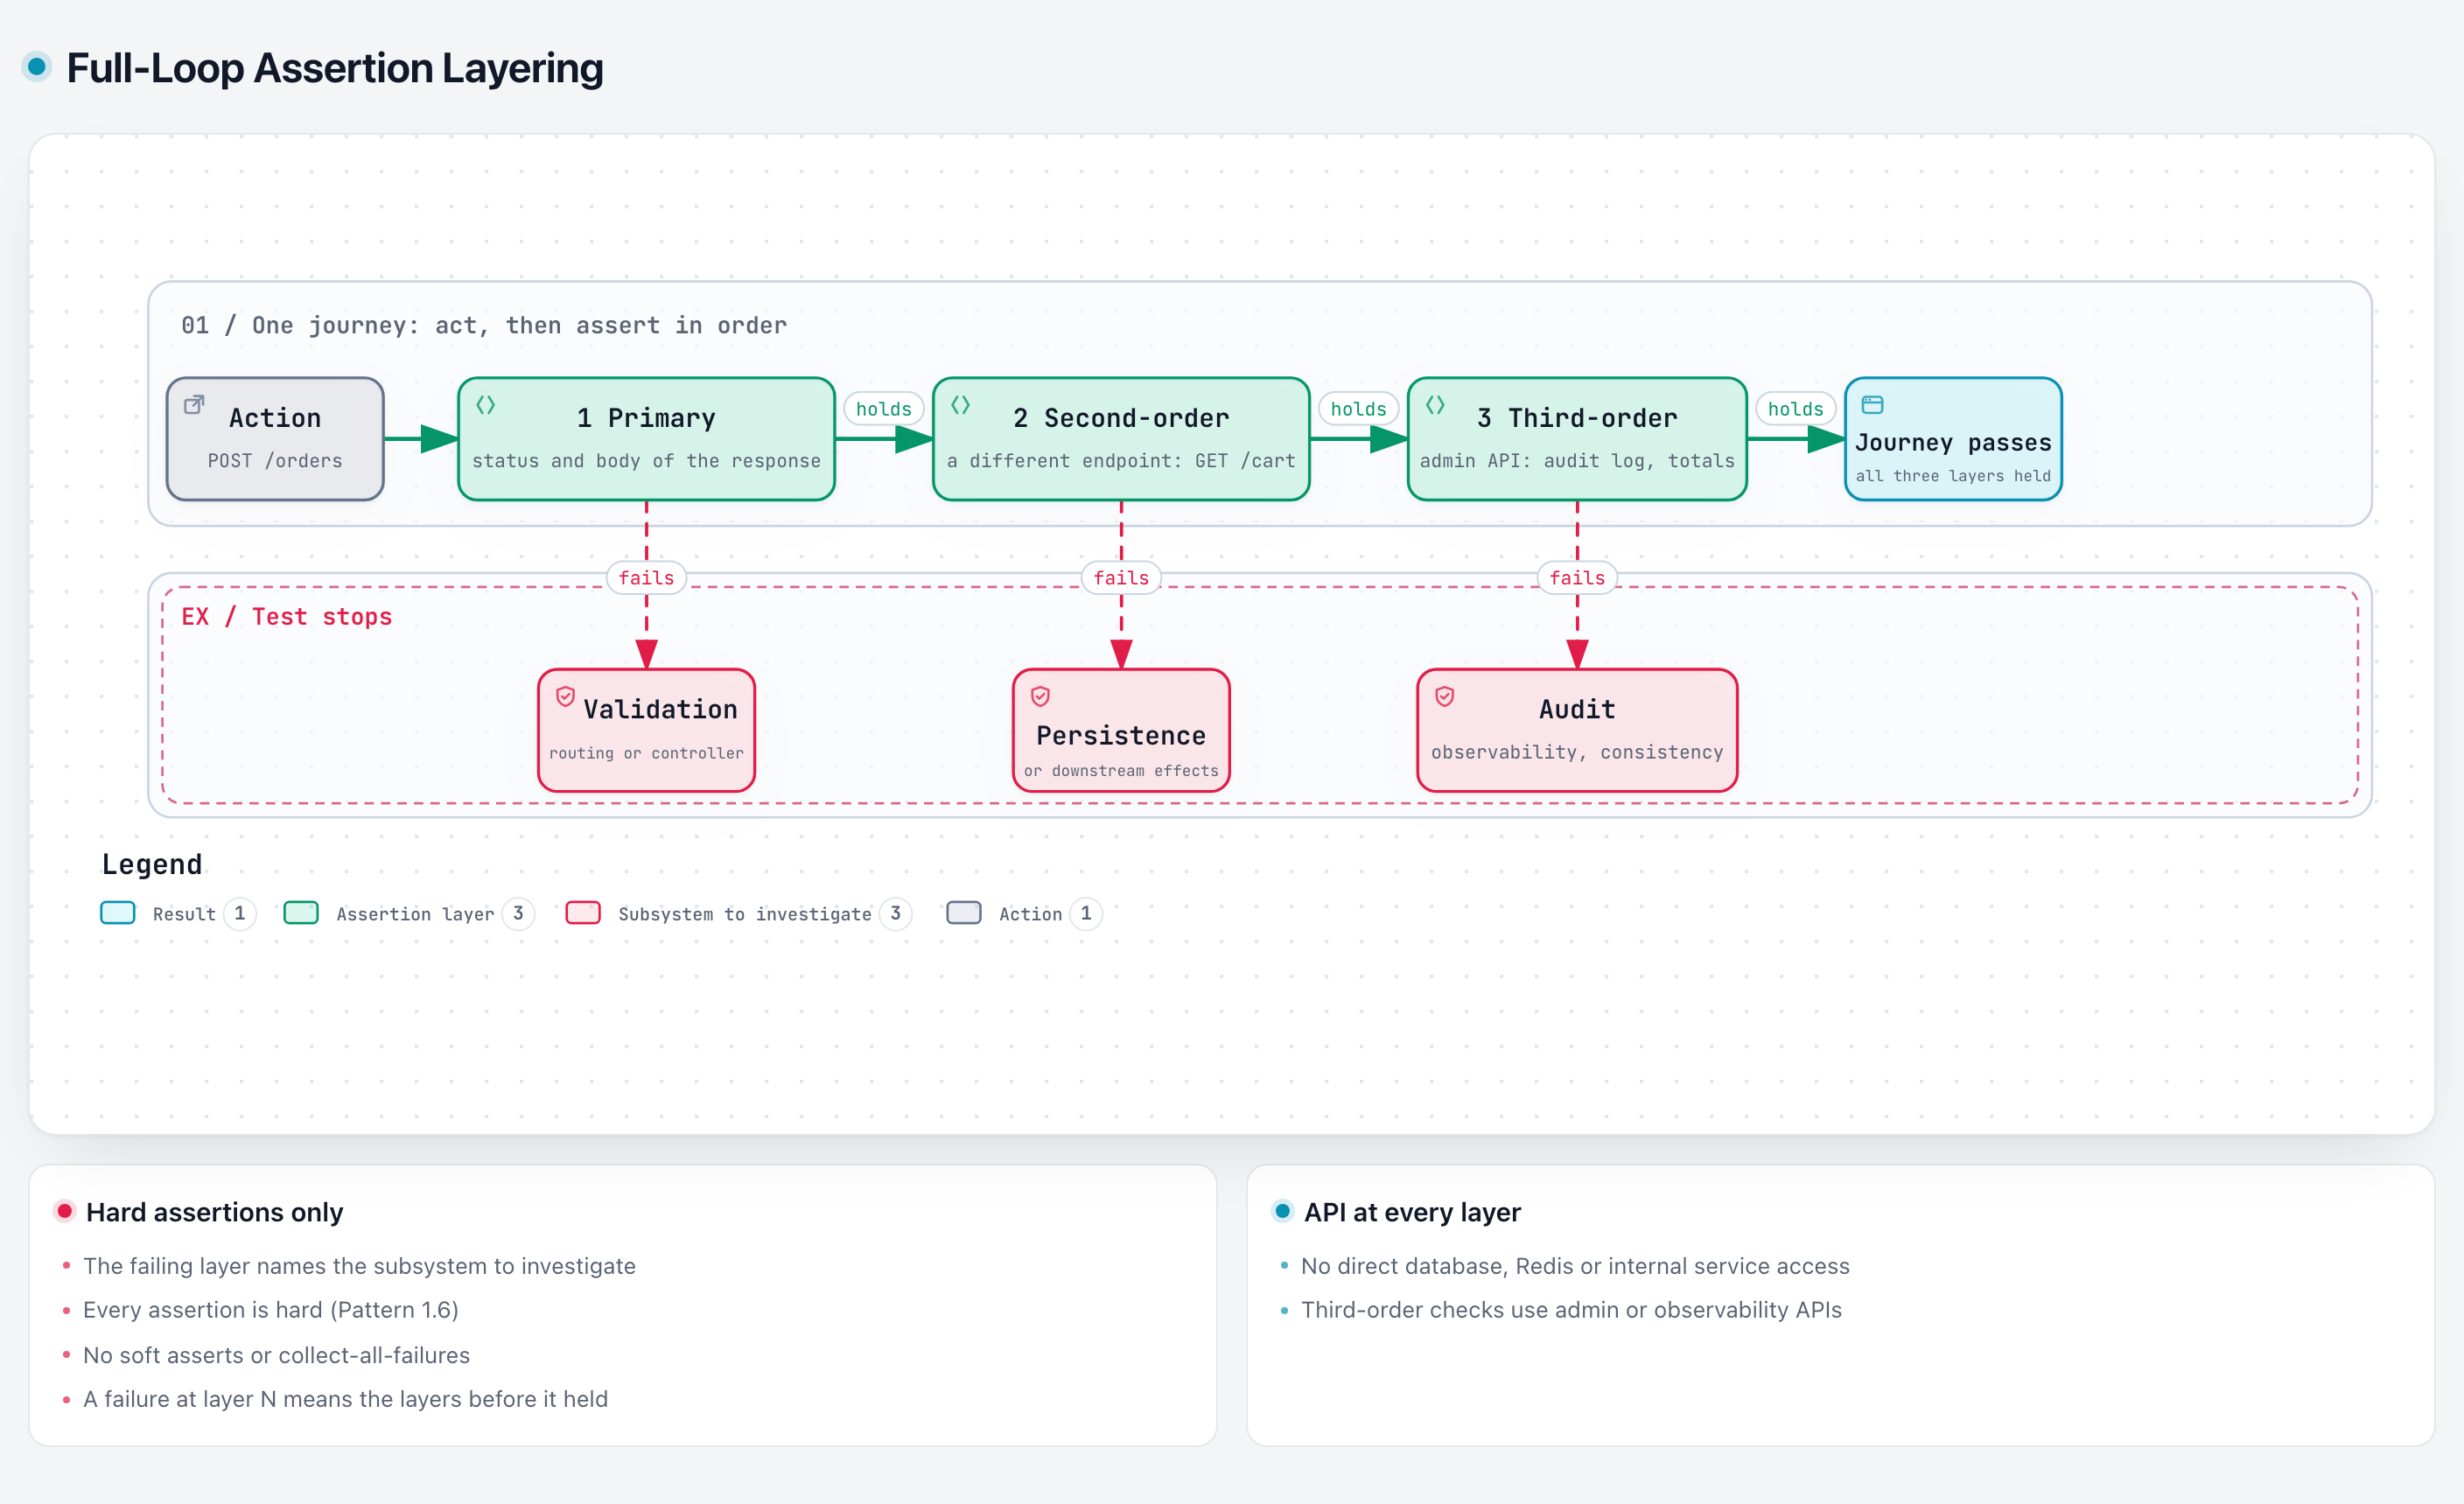 Full-Loop Assertion Layering
01 / One journey: act, then assert in order
Action
POST /orders
1 Primary
status and body of the response
holds
2 Second-order
a different endpoint: GET /cart
holds
3 Third-order
admin API: audit log, totals
holds
Journey passes
all three layers held
fails
fails
fails
EX / Test stops
Validation
routing or controller
Persistence
or downstream effects
Audit
observability, consistency
Legend
Result 1
Assertion layer 3
Subsystem to investigate 3
Action 1
Hard assertions only
The failing layer names the subsystem to investigate
Every assertion is hard (Pattern 1.6)
No soft asserts or collect-all-failures
A failure at layer N means the layers before it held
API at every layer
No direct database, Redis or internal service access
Third-order checks use admin or observability APIs